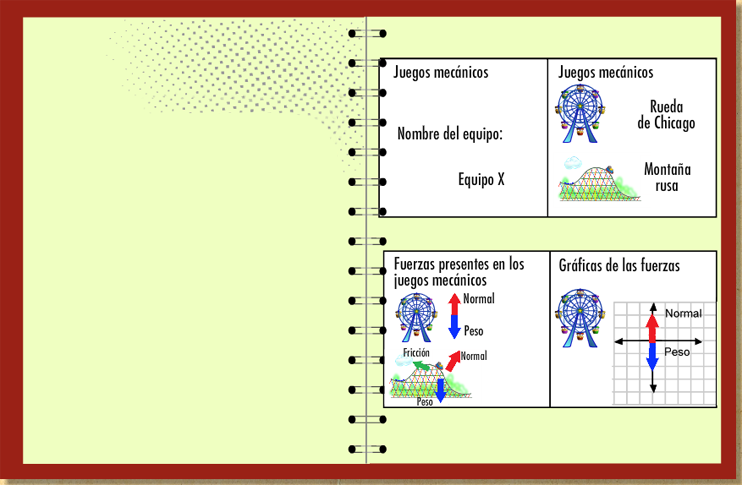 Juegos mecánicos
Nombre del equipo:
Equipo X
Juegos mecánicos
Rueda
de Chicago
Montaña
rusa
Fuerzas presentes en los
juegos mecánicos
Normal
Peso
Fricción
Normal
Peso
Gráficas de las fuerzas
Normal
Peso